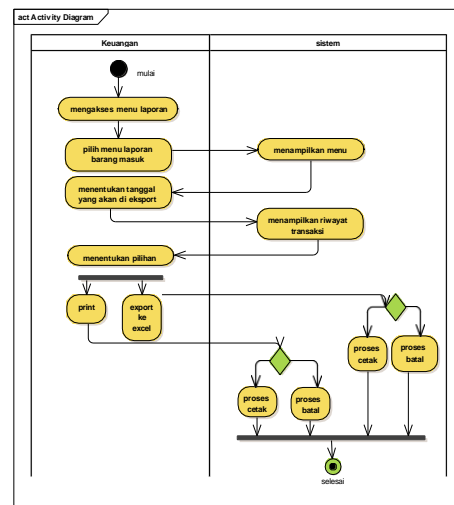 act Activity Diagram
Keuangan
sistem
mulai
mengakses menu laporan
pilih menu laporan
barang masuk
menampilkan menu
menentukan tanggal
yang akan di eksport
menampilkan riwayat
transaksi
menentukan pilihan
print
export
ke
excel
proses
cetak
proses
batal
proses
cetak
proses
batal
selesai